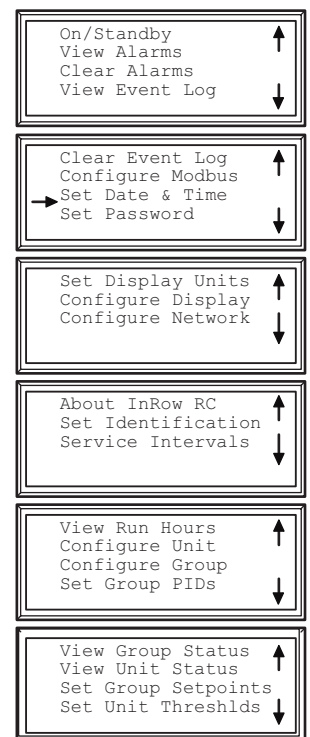 On/Standby
View Alarms
Clear Alarms
View Event Log
Clear Event Log
Configure Modbus
Set Date & Time
Set Password
Set Display Units
Configure Display
Configure Network
About InRow RC
Set Identification
Service Intervals
View Run Hours
Configure Unit
Configure Group
Set Group PIDs
View Group Status
View Unit Status
Set Group Setpoints
Set Unit Threshlds